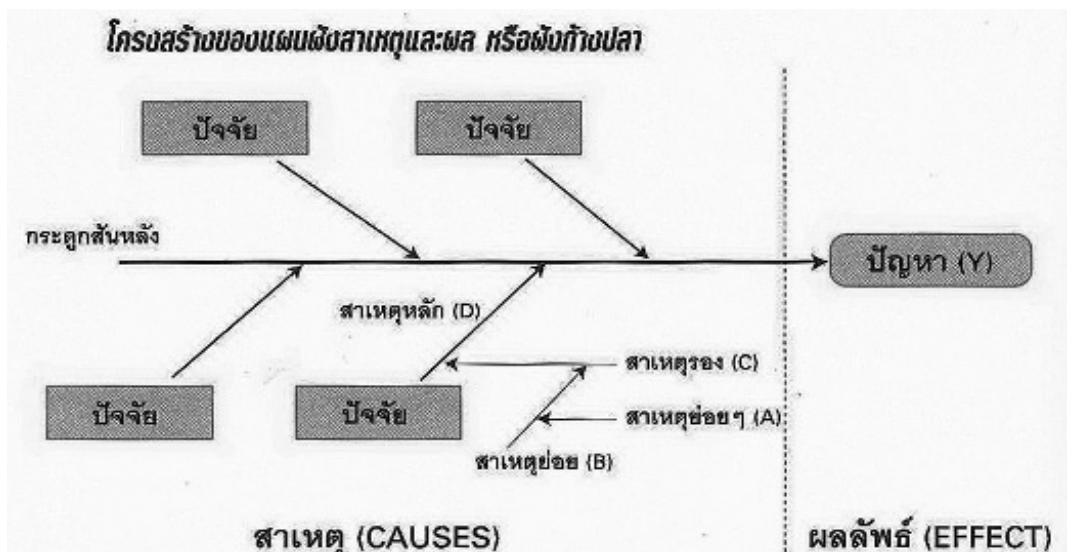 โครงสร้างของแผนผังสาเหตุและผล หรือผังก้างปลา
ปัจจัย
ปัจจัย
กระดูกสันหลัง
ปัญหา (Y)
สาเหตุหลัก (D)
สาเหตุรอง (C)
ปัจจัย
ปัจจัย
สาเหตุย่อยๆ (A)
สาเหตุย่อย (B)
สาเหตุ (CAUSES)
ผลลัพธ์ (EFFECT)